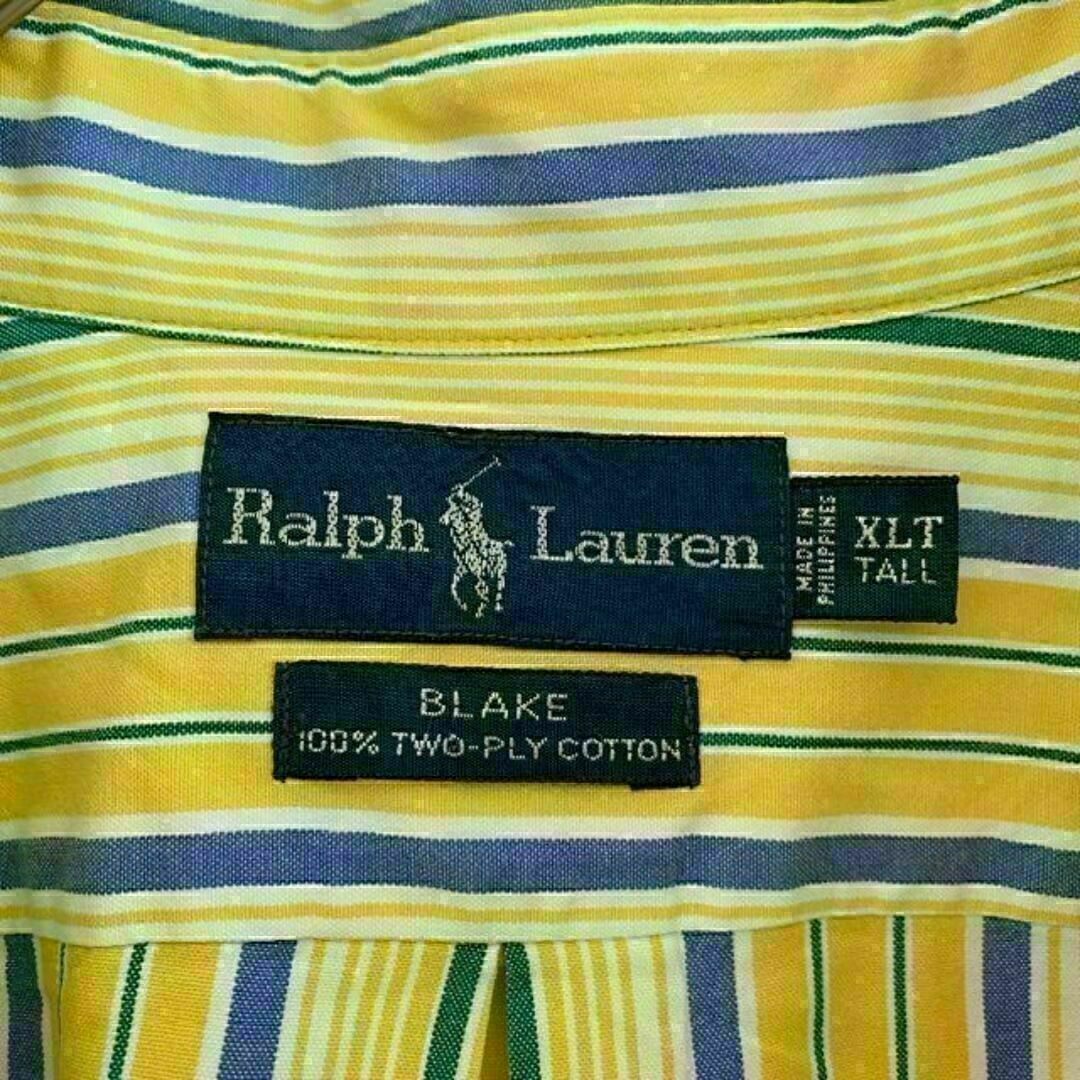 Ralph Lauren
MADE IN
PHILIPPINES
XLT
TALL
BLAKE
100% TWO-PLY COTTON